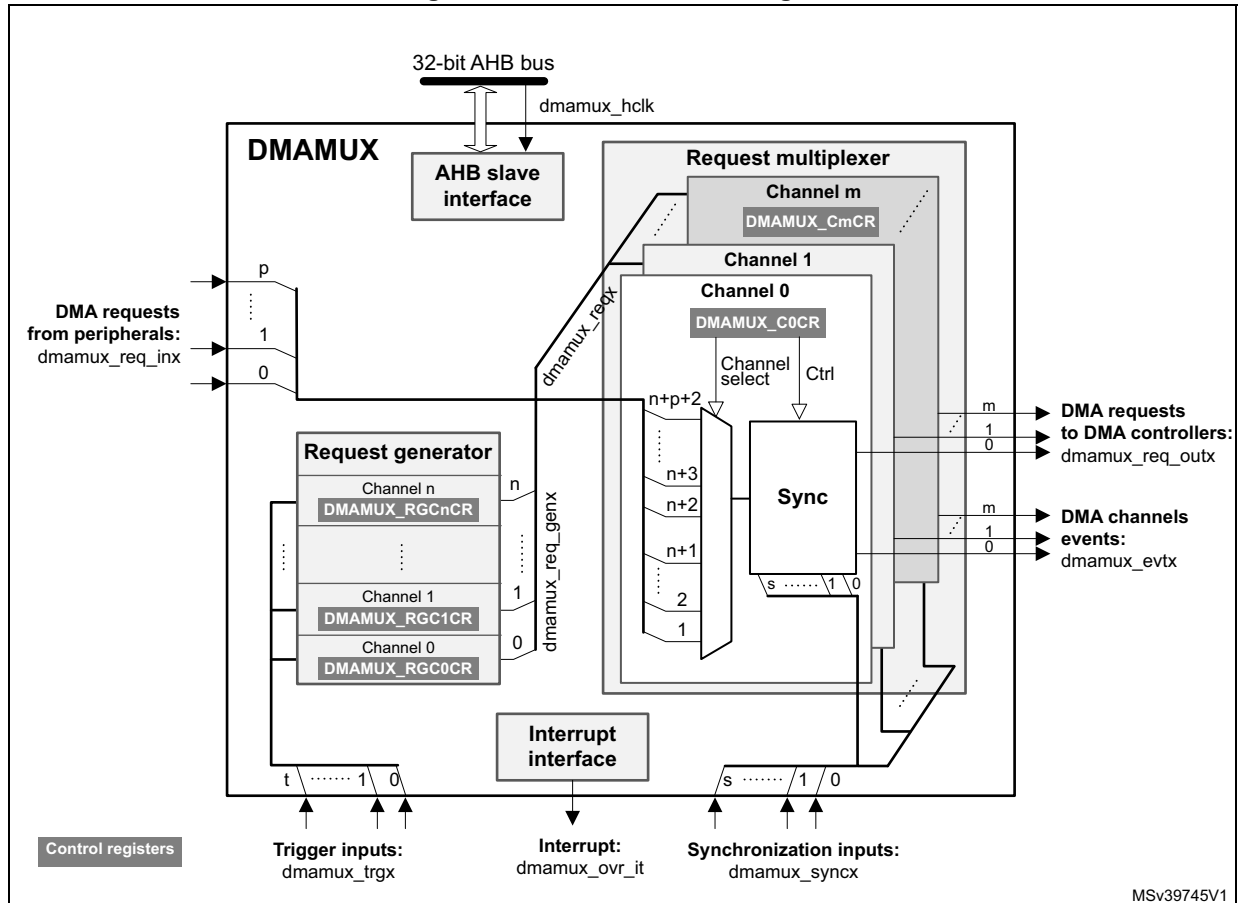 32-bit AHB bus
dmamux_hclk
DMAMUX
AHB slave
interface
Request multiplexer
Channel m
DMAMUX_CmCR
Channel 1
Channel 0
DMAMUX_C0CR
Channel
select
Ctrl
p
1
0
DMA requests
from peripherals:
dmamux_req_inx
dmamux_reqx
n+p+2
n+3
n+2
n+1
2
1
Sync
s ...... 1 0
m
1
0
DMA requests
to DMA controllers:
dmamux_req_outx
m
1
0
DMA channels
events:
dmamux_evtx
Request generator
Channel n
DMAMUX_RGCnCR
Channel 1
DMAMUX_RGC1CR
Channel 0
DMAMUX_RGC0CR
n
1
0
dmamux_req_genx
Interrupt
interface
t ....... 1 0
s ....... 1 0
Control registers
Trigger inputs:
dmamux_trgx
Interrupt:
dmamux_ovr_it
Synchronization inputs:
dmamux_syncx
MSv39745V1